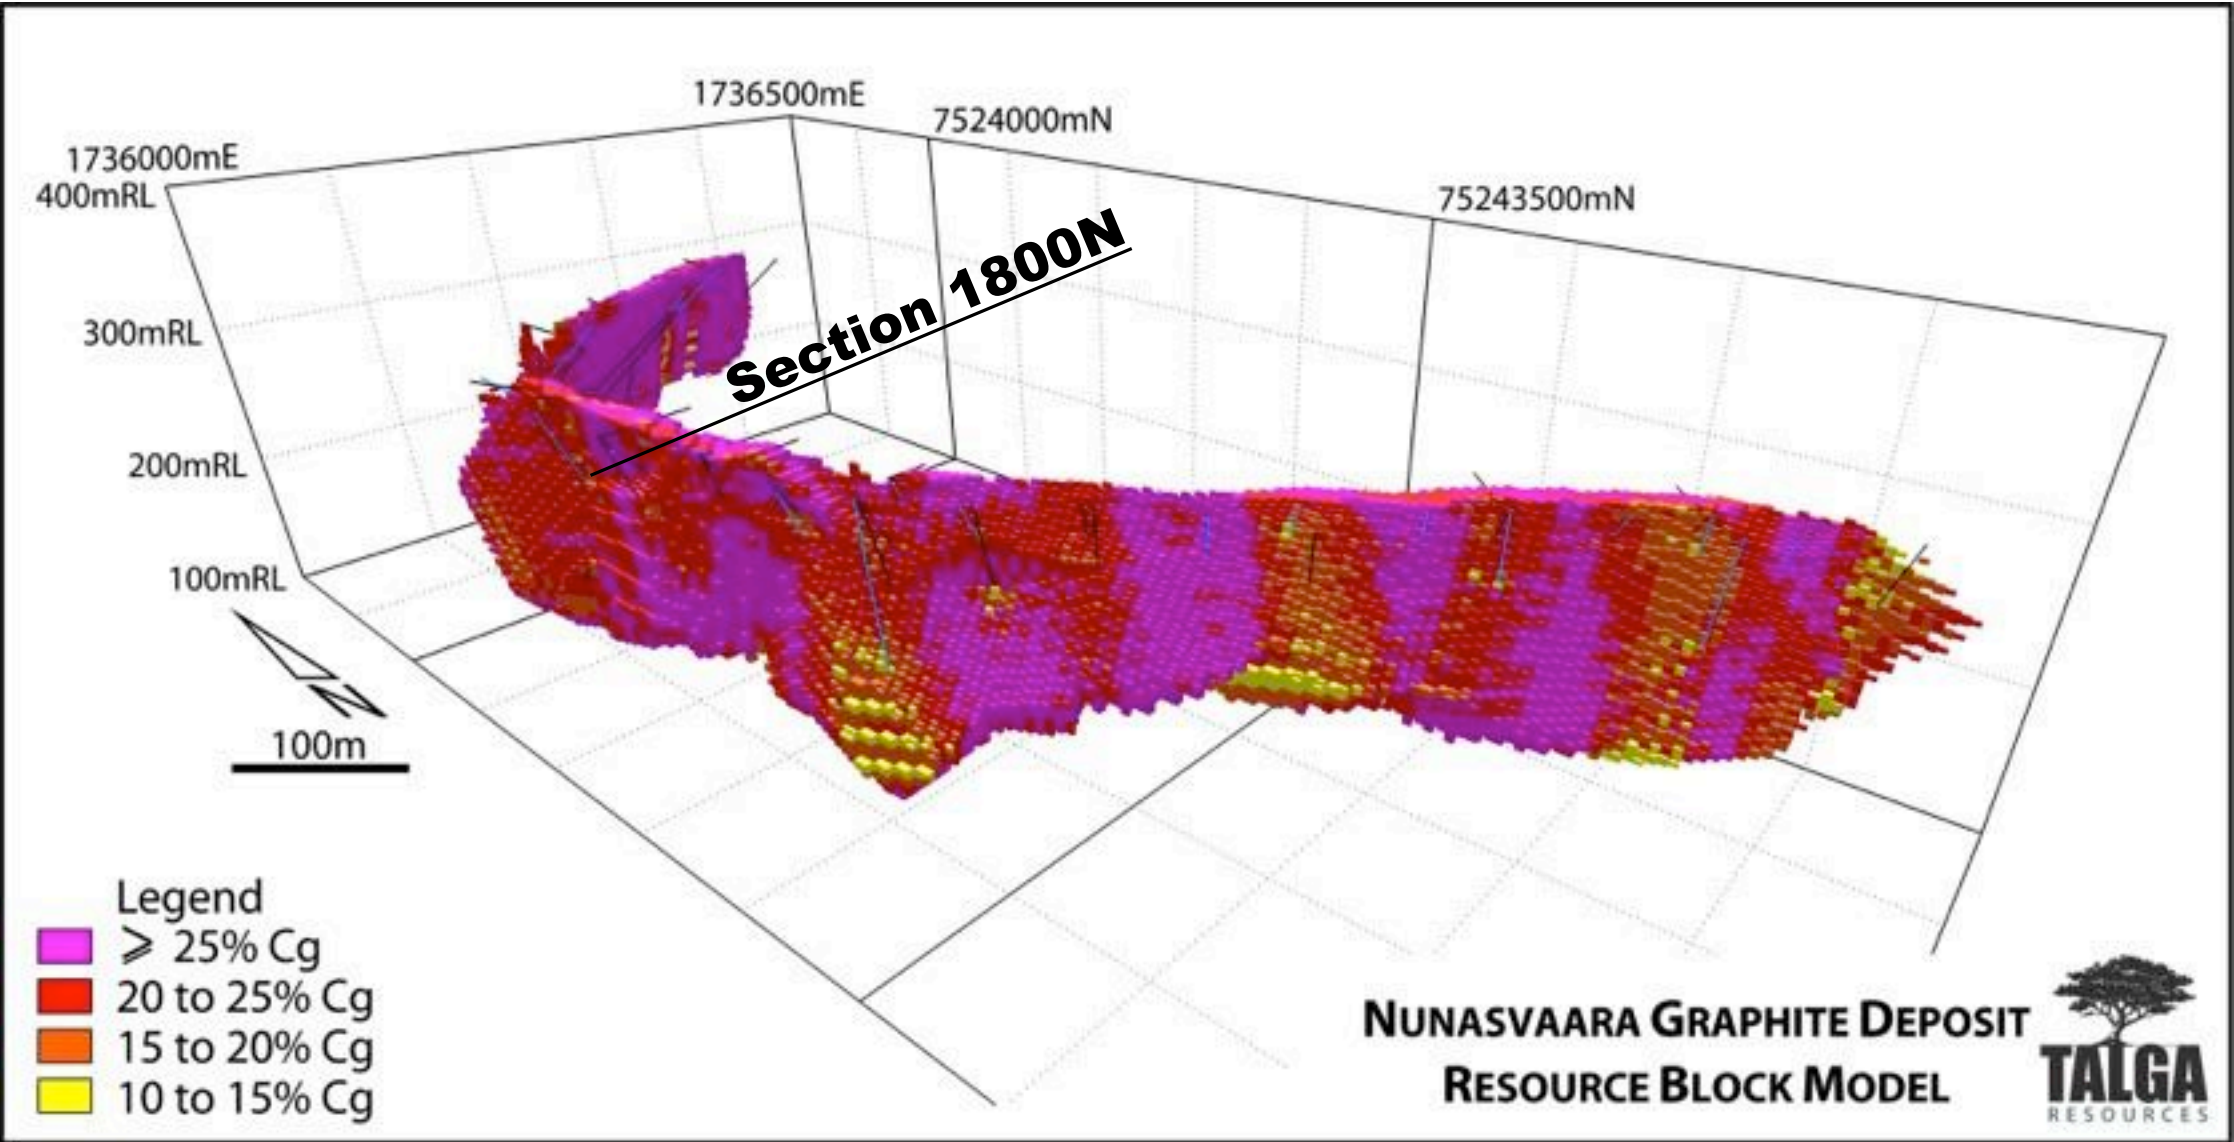 1736500mE
7524000mN
1736000mE
400mRL
75243500mN
Section 1800N
300mRL
200mRL
100mRL
N
100m
Legend
⩾ 25% Cg
20 to 25% Cg
15 to 20% Cg
10 to 15% Cg
NUNASVAARA GRAPHITE DEPOSIT
RESOURCE BLOCK MODEL
TALGA
RESOURCES